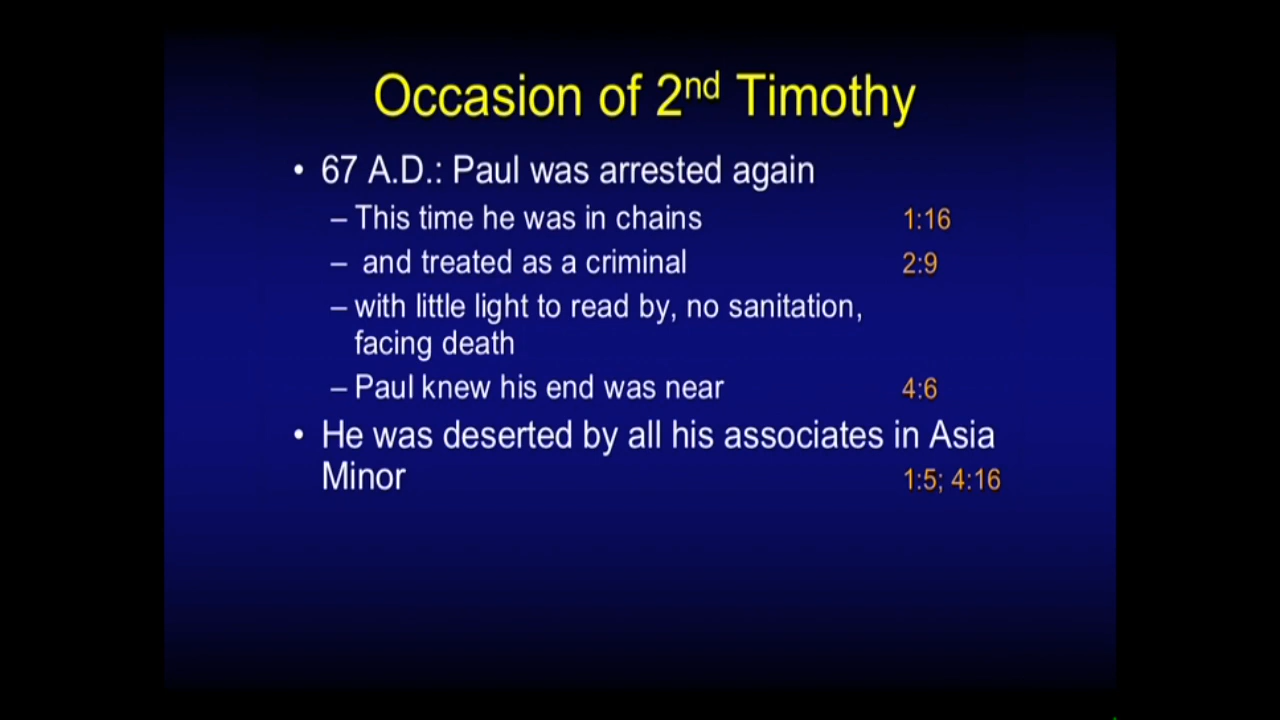 Occasion of 2nd Timothy
• 67 A.D.: Paul was arrested again
– This time he was in chains 1:16
– and treated as a criminal 2:9
– with little light to read by, no sanitation,
facing death
– Paul knew his end was near 4:6
• He was deserted by all his associates in Asia
Minor 1:5; 4:16